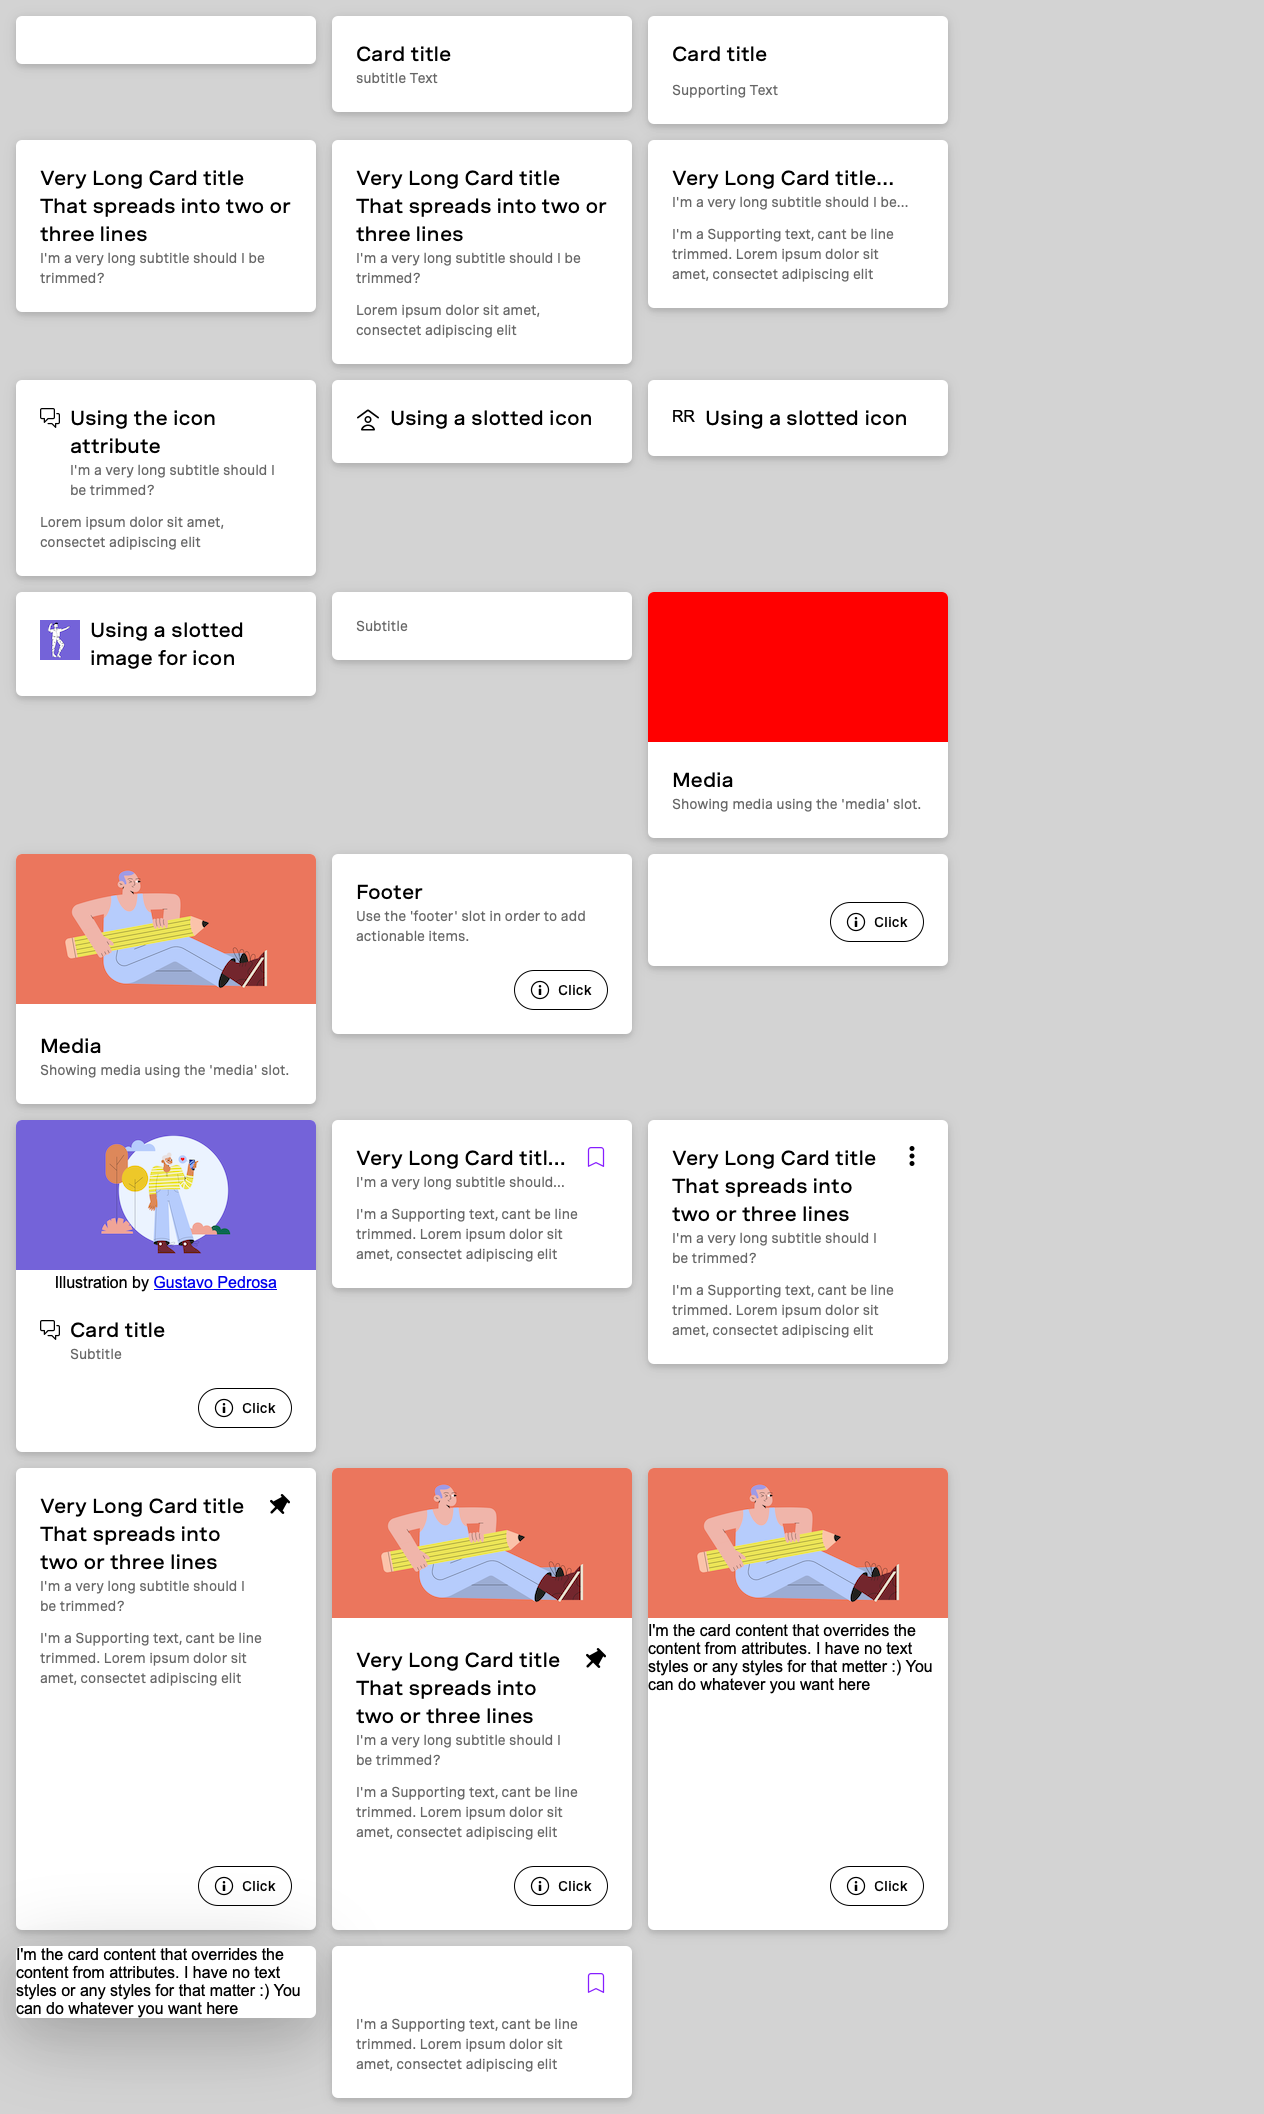 Card title
subtitle Text
Card title
Supporting Text
Very Long Card title
That spreads into two or
three lines
I'm a very long subtitle should I be
trimmed?
Very Long Card title
That spreads into two or
three lines
I'm a very long subtitle should I be
trimmed?
Lorem ipsum dolor sit amet,
consectet adipiscing elit
Very Long Card title...
I'm a very long subtitle should I be...
I'm a Supporting text, cant be line
trimmed. Lorem ipsum dolor sit
amet, consectet adipiscing elit
Using the icon
attribute
I'm a very long subtitle should I
be trimmed?
Lorem ipsum dolor sit amet,
consectet adipiscing elit
Using a slotted icon
RR Using a slotted icon
Using a slotted
image for icon
Subtitle
Media
Showing media using the 'media' slot.
Media
Showing media using the 'media' slot.
Footer
Use the 'footer' slot in order to add
actionable items.
Click
Click
Illustration by Gustavo Pedrosa
Card title
Subtitle
Click
Very Long Card titl...
I'm a very long subtitle should...
I'm a Supporting text, cant be line
trimmed. Lorem ipsum dolor sit
amet, consectet adipiscing elit
Very Long Card title
That spreads into
two or three lines
I'm a very long subtitle should I
be trimmed?
I'm a Supporting text, cant be line
trimmed. Lorem ipsum dolor sit
amet, consectet adipiscing elit
Very Long Card title
That spreads into
two or three lines
I'm a very long subtitle should I
be trimmed?
I'm a Supporting text, cant be line
trimmed. Lorem ipsum dolor sit
amet, consectet adipiscing elit
Click
Very Long Card title
That spreads into
two or three lines
I'm a very long subtitle should I
be trimmed?
I'm a Supporting text, cant be line
trimmed. Lorem ipsum dolor sit
amet, consectet adipiscing elit
Click
I'm the card content that overrides the
content from attributes. I have no text
styles or any styles for that metter :) You
can do whatever you want here
Click
I'm the card content that overrides the
content from attributes. I have no text
styles or any styles for that matter :) You
can do whatever you want here
I'm a Supporting text, cant be line
trimmed. Lorem ipsum dolor sit
amet, consectet adipiscing elit